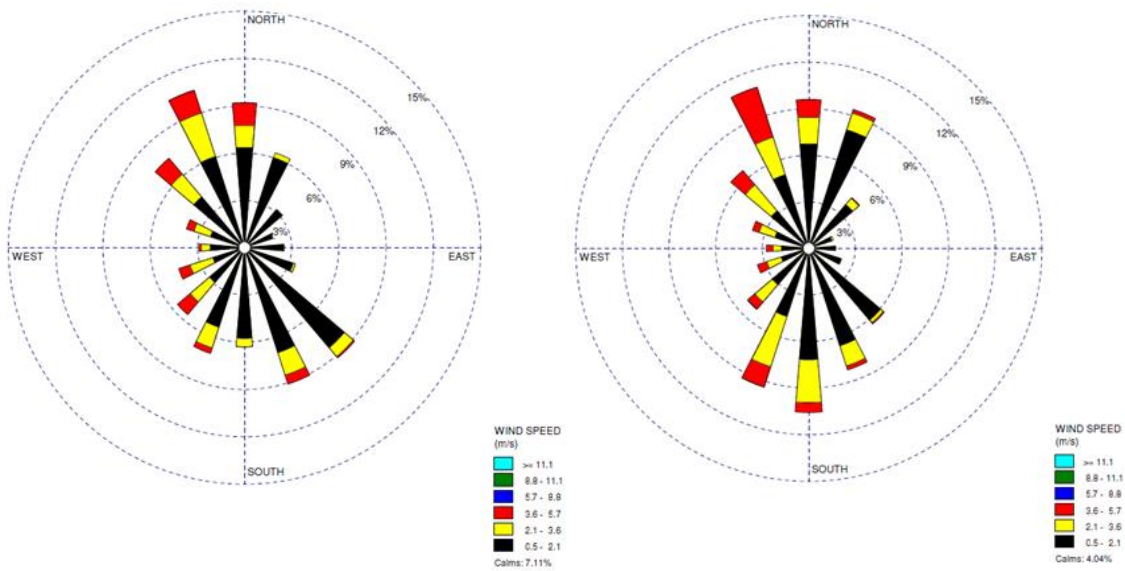 NORTH
15%
12%
9%
6%
3%
WEST
EAST
SOUTH
WIND SPEED
(m/s)
>= 11.1
8.8 - 11.1
5.7 - 8.8
3.6 - 5.7
2.1 - 3.6
0.5 - 2.1
Calms: 7.11%
NORTH
15%
12%
9%
6%
3%
WEST
EAST
SOUTH
WIND SPEED
(m/s)
>= 11.1
8.8 - 11.1
5.7 - 8.8
3.6 - 5.7
2.1 - 3.6
0.5 - 2.1
Calms: 4.04%